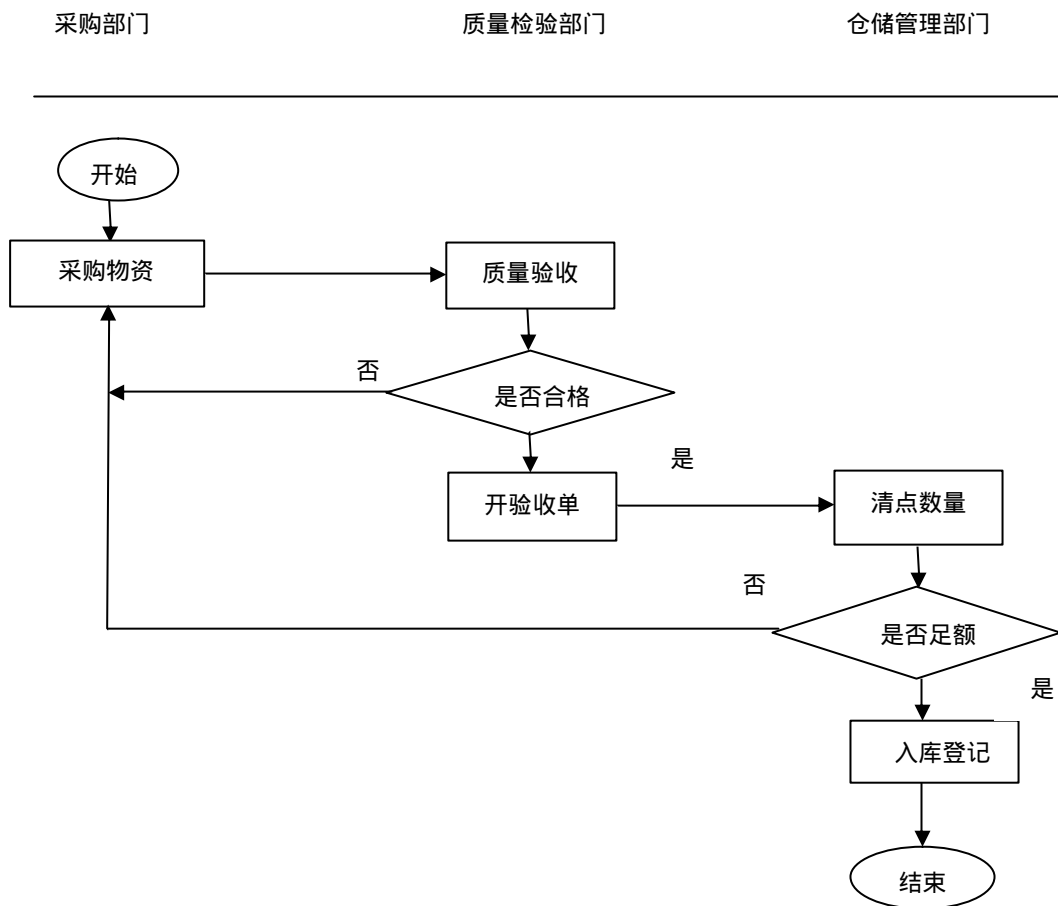 采购部门
质量检验部门
仓储管理部门
开始
采购物资
质量验收
否
是否合格
是
开验收单
清点数量
否
是否足额
是
入库登记
结束